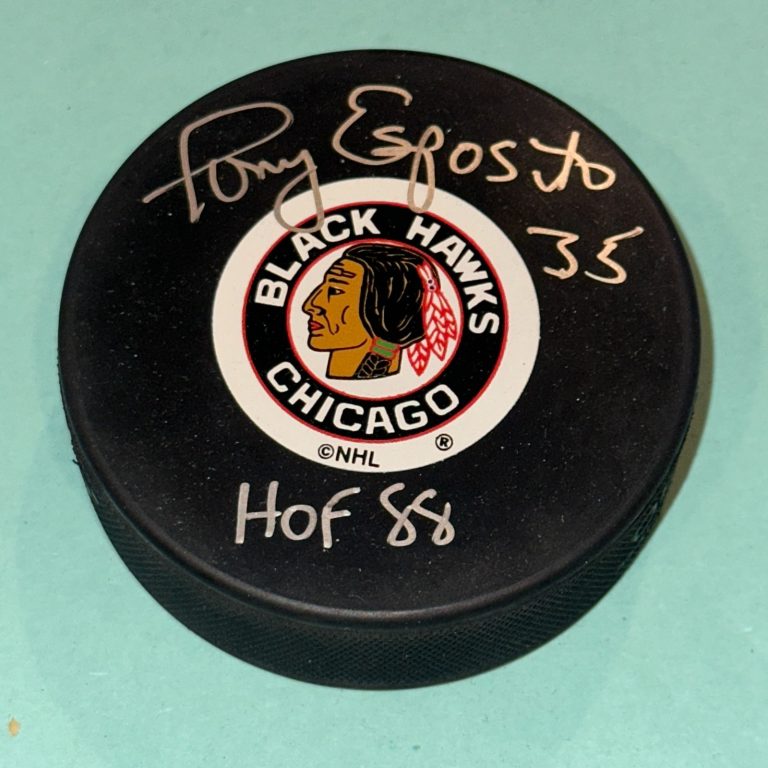 Tony Esposito
35
BLACK HAWKS
CHICAGO
©NHL ®
HOF 88